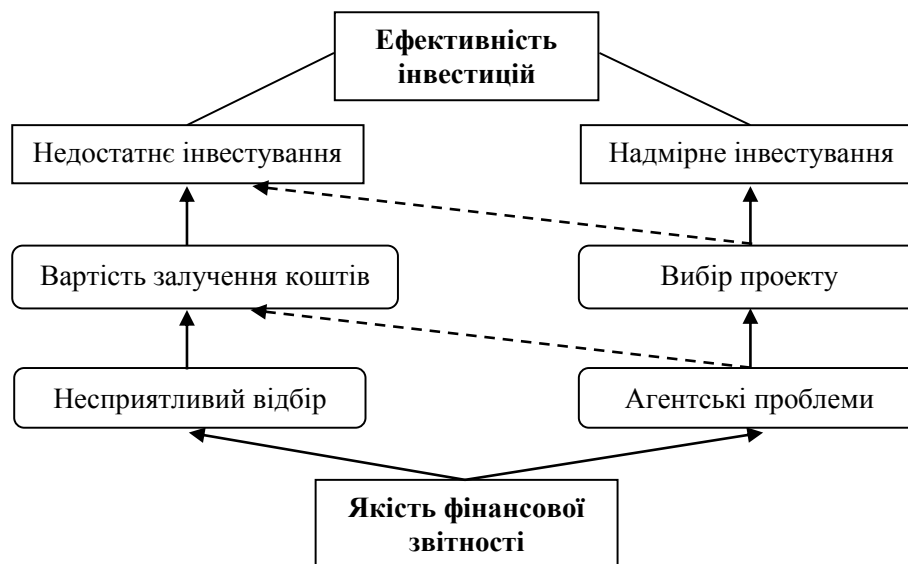 Ефективність
інвестицій
Недостатнє інвестування
Надмірне інвестування
Вартість залучення коштів
Вибір проекту
Несприятливий відбір
Агентські проблеми
Якість фінансової
звітності